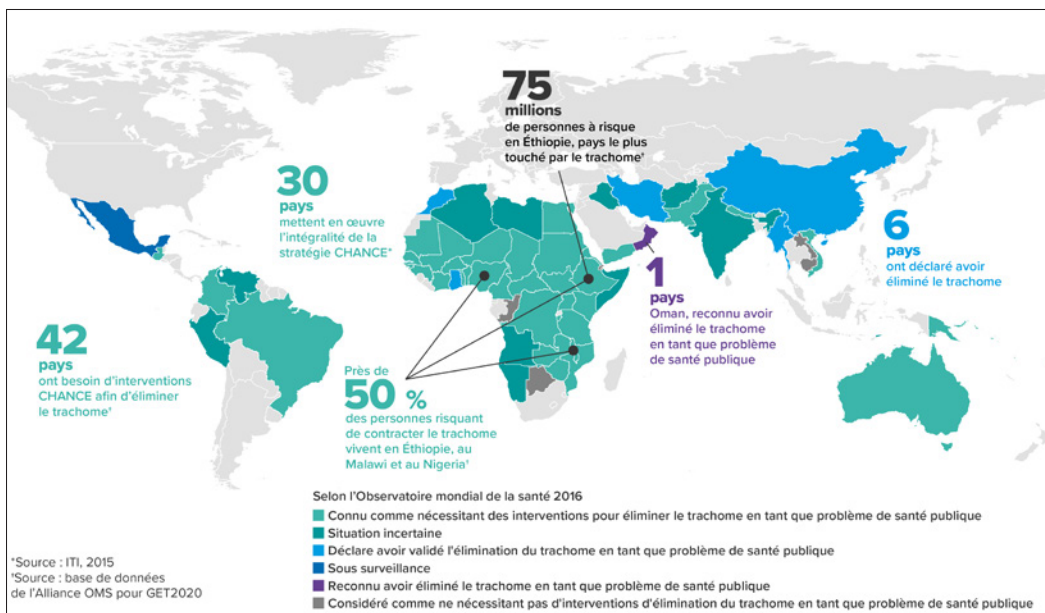 75
millions
de personnes à risque
en Éthiopie, pays le plus
touché par le trachome†
30
pays
mettent en œuvre
l'intégralité de la
stratégie CHANCE*
6
pays
ont déclaré avoir
éliminé le trachome
1
pays
Oman, reconnu avoir
éliminé le trachome
en tant que problème
de santé publique
42
pays
ont besoin d'interventions
CHANCE afin d'éliminer
le trachome†
Près de
50 %
des personnes risquant
de contracter le trachome
vivent en Éthiopie, au
Malawi et au Nigeria†
Selon l'Observatoire mondial de la santé 2016
Connu comme nécessitant des interventions pour éliminer le trachome en tant que problème de santé publique
Situation incertaine
Déclare avoir validé l'élimination du trachome en tant que problème de santé publique
Sous surveillance
Reconnu avoir éliminé le trachome en tant que problème de santé publique
Considéré comme ne nécessitant pas d'interventions d'élimination du trachome en tant que problème de santé publique
*Source : ITI, 2015
†Source : base de données
de l'Alliance OMS pour GET2020